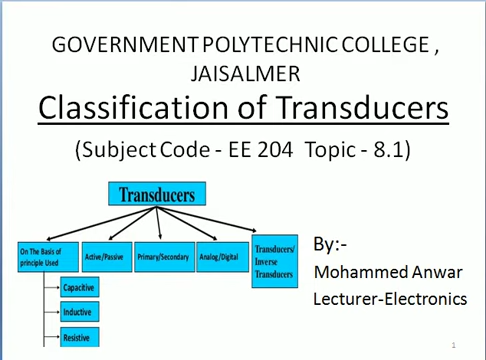 GOVERNMENT POLYTECHNIC COLLEGE ,
JAISALMER
Classification of Transducers
(Subject Code - EE 204 Topic - 8.1)
Transducers
On The Basis of
principle Used
Active/Passive
Primary/Secondary
Analog/Digital
Transducers/
Inverse
Transducers
Capacitive
Inductive
Resistive
By:-
Mohammed Anwar
Lecturer-Electronics
1